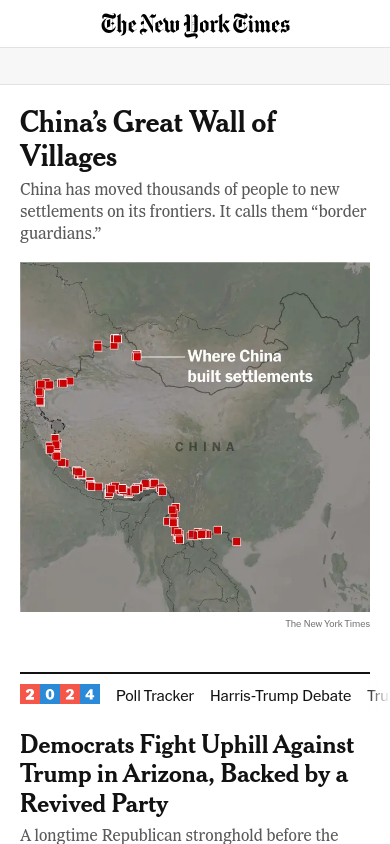 The New York Times
China’s Great Wall of
Villages
China has moved thousands of people to new
settlements on its frontiers. It calls them “border
guardians.”
Where China
built settlements
CHINA
The New York Times
2024 Poll Tracker Harris-Trump Debate Tru
Democrats Fight Uphill Against
Trump in Arizona, Backed by a
Revived Party
A longtime Republican stronghold before the